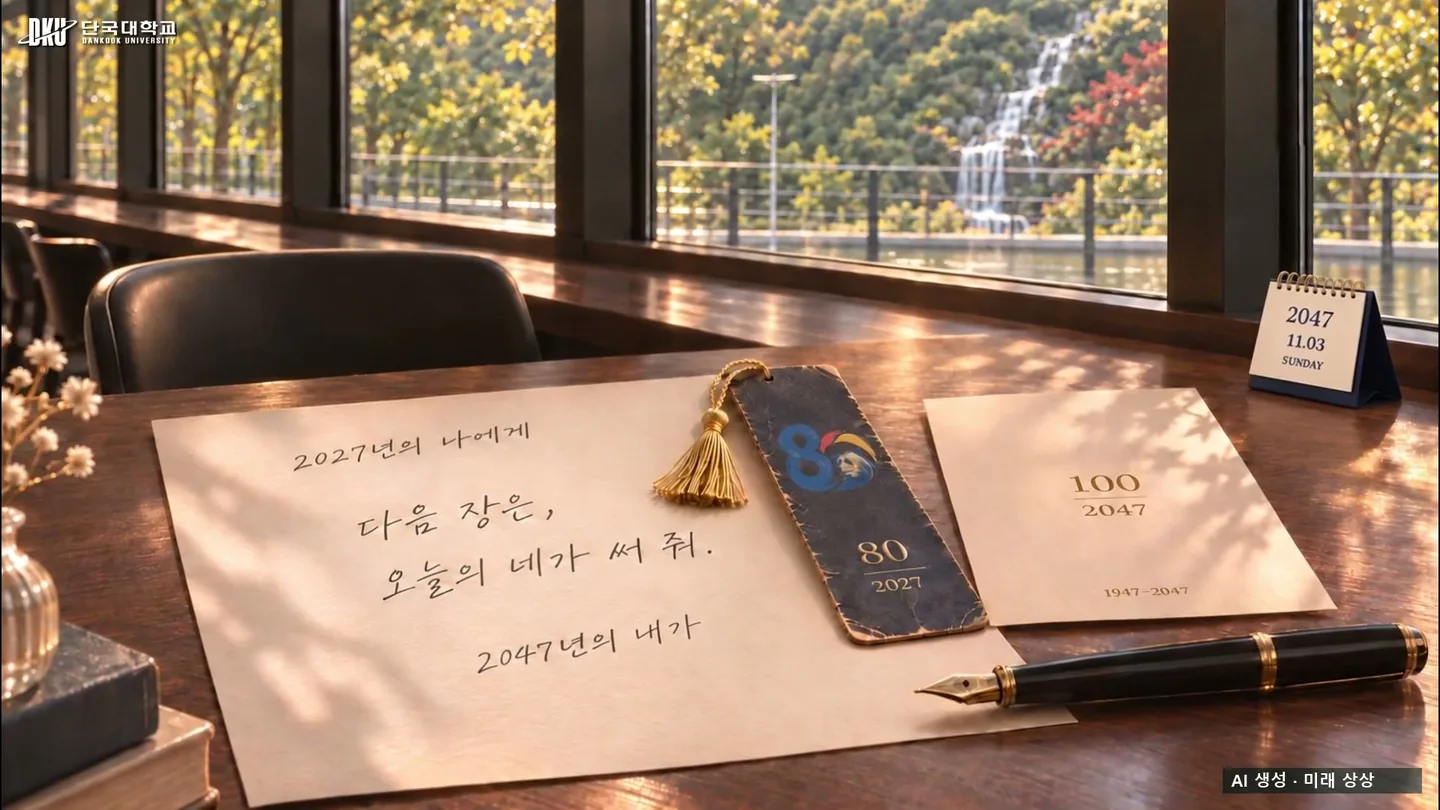 DKU 단국대학교
DANKOOK UNIVERSITY
2047
11.03
SUNDAY
2027년의 나에게
다음 장은,
오늘의 네가 써 줘.
2047년의 내가
80
80
2027
100
2047
1947-2047
AI 생성 · 미래 상상